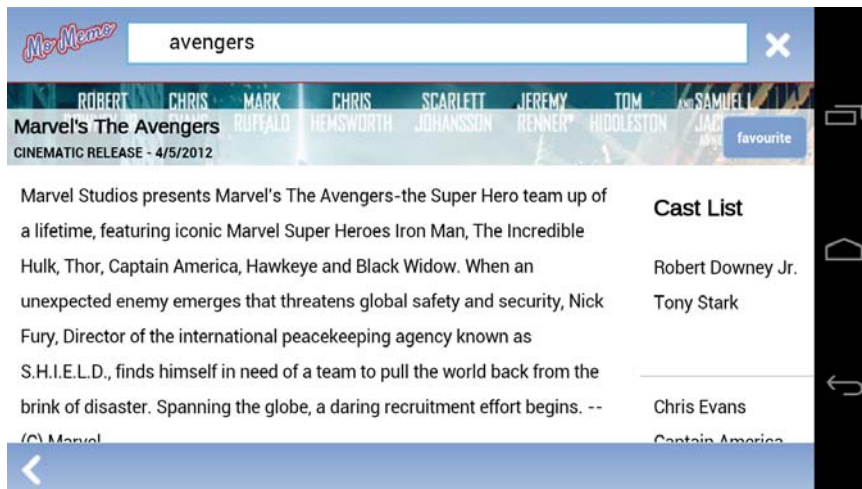 Mo Memo
avengers
ROBERT CHRIS MARK CHRIS SCARLETT JEREMY TOM AND SAMUEL L.
RUFFALO HEMSWORTH JOHANSSON RENNER HIDDLESTON
Marvel's The Avengers
CINEMATIC RELEASE - 4/5/2012
favourite
Marvel Studios presents Marvel's The Avengers-the Super Hero team up of
a lifetime, featuring iconic Marvel Super Heroes Iron Man, The Incredible
Hulk, Thor, Captain America, Hawkeye and Black Widow. When an
unexpected enemy emerges that threatens global safety and security, Nick
Fury, Director of the international peacekeeping agency known as
S.H.I.E.L.D., finds himself in need of a team to pull the world back from the
brink of disaster. Spanning the globe, a daring recruitment effort begins. --
(C) Marvel
Cast List
Robert Downey Jr.
Tony Stark
Chris Evans
Captain America